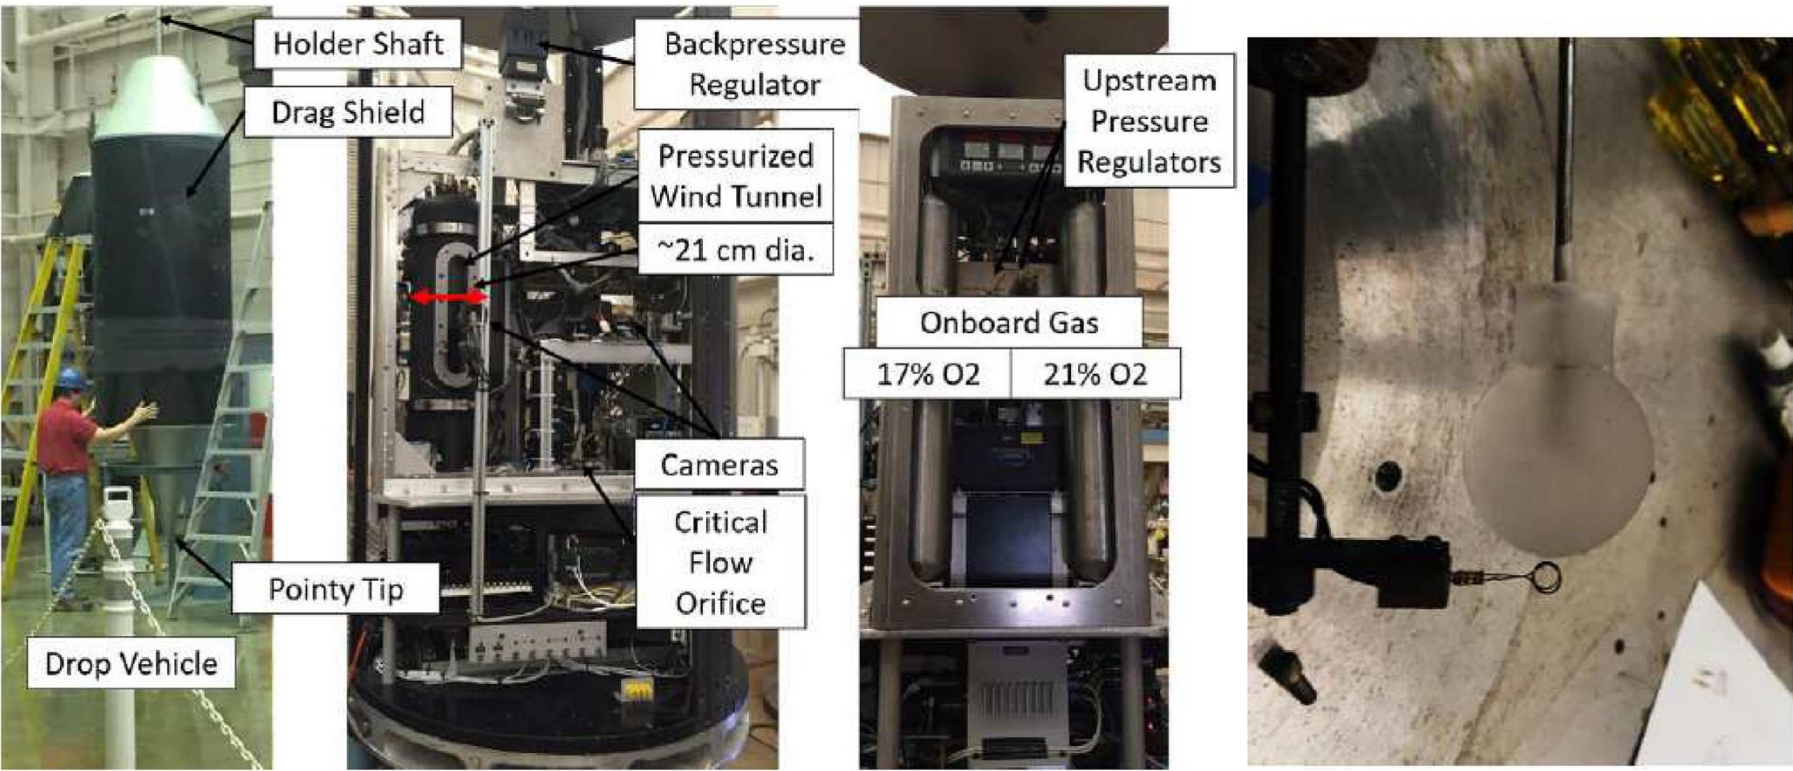 Holder Shaft
Drag Shield
Pointy Tip
Drop Vehicle
Backpressure
Regulator
Pressurized
Wind Tunnel
~21 cm dia.
Cameras
Critical
Flow
Orifice
Upstream
Pressure
Regulators
Onboard Gas
17% O2
21% O2